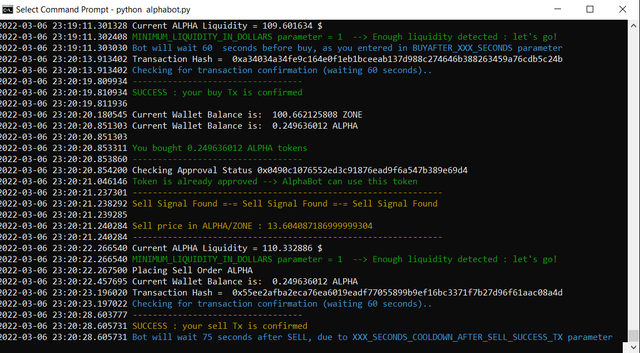 Select Command Prompt - python alphabot.py
2022-03-06 23:19:11.301328 Current ALPHA Liquidity = 109.601634 $
2022-03-06 23:19:11.302408 MINIMUM_LIQUIDITY_IN_DOLLARS parameter = 1 --> Enough liquidity detected : let's go!
2022-03-06 23:19:11.303030 Bot will wait 60 seconds before buy, as you entered in BUYAFTER_XXX_SECONDS parameter
2022-03-06 23:20:13.913402 Transaction Hash = 0xa34034a34fe9c164e0f1eb1bceeab137d988c274646b388263459a76cdb5c24b
2022-03-06 23:20:13.913402 Checking for transaction confirmation (waiting 60 seconds)..
2022-03-06 23:20:19.809934 ----------------------------------
2022-03-06 23:20:19.810934 SUCCESS : your buy Tx is confirmed
2022-03-06 23:20:19.811936
2022-03-06 23:20:20.180545 Current Wallet Balance is: 100.662125808 ZONE
2022-03-06 23:20:20.851303 Current Wallet Balance is: 0.249636012 ALPHA
2022-03-06 23:20:20.851303
2022-03-06 23:20:20.853311 You bought 0.249636012 ALPHA tokens
2022-03-06 23:20:20.853860 ----------------------------------
2022-03-06 23:20:20.854200 Checking Approval Status 0x0490c1076552ed3c91876ead9f6a547b389e69d4
2022-03-06 23:20:21.046146 Token is already approved --> AlphaBot can use this token
2022-03-06 23:20:21.237301 --------------------------------------------------------------
2022-03-06 23:20:21.238292 Sell Signal Found =-= Sell Signal Found =-= Sell Signal Found
2022-03-06 23:20:21.239285
2022-03-06 23:20:21.240284 Sell price in ALPHA/ZONE : 13.604087186999999304
2022-03-06 23:20:21.240284 --------------------------------------------------------------
2022-03-06 23:20:22.266540 Current ALPHA Liquidity = 110.332886 $
2022-03-06 23:20:22.266540 MINIMUM_LIQUIDITY_IN_DOLLARS parameter = 1 --> Enough liquidity detected : let's go!
2022-03-06 23:20:22.267500 Placing Sell Order ALPHA
2022-03-06 23:20:22.457695 Current Wallet Balance is: 0.249636012 ALPHA
2022-03-06 23:20:23.196020 Transaction Hash = 0x55ee2afba2eca76ea6019eadf77055899b9ef16bc3371f7b27d96f61aac08a4d
2022-03-06 23:20:23.197022 Checking for transaction confirmation (waiting 60 seconds)..
2022-03-06 23:20:28.603777 ----------------------------------
2022-03-06 23:20:28.605731 SUCCESS : your sell Tx is confirmed
2022-03-06 23:20:28.605731 Bot will wait 75 seconds after SELL, due to XXX_SECONDS_COOLDOWN_AFTER_SELL_SUCCESS_TX parameter